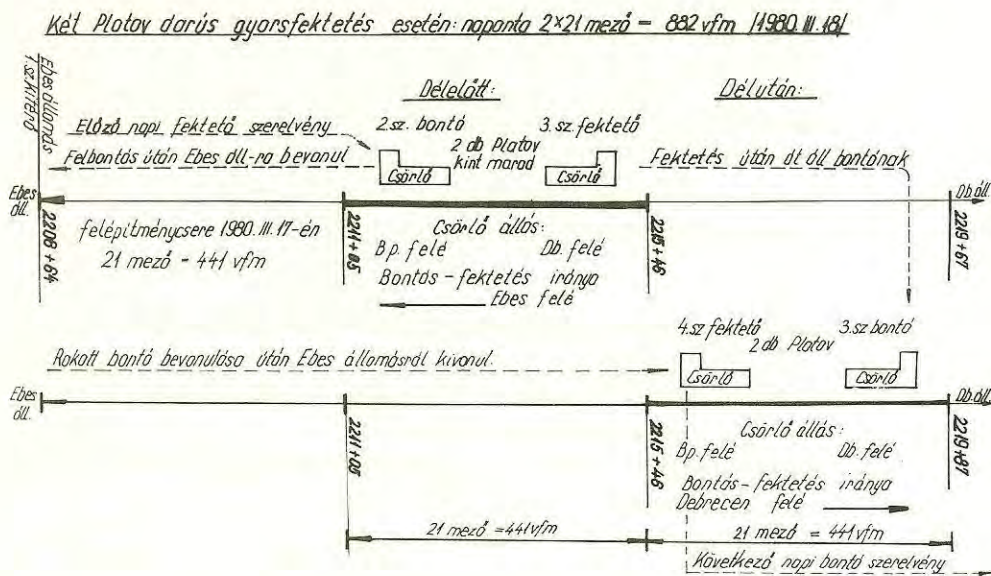 Két Platov darús gyorsfektetés esetén: naponta 2×21 mező = 882 vfm /1980.III.18/
Ebes állomás
1.sz. kitérő
Délelőtt:
Délután:
Előző napi fektető szerelvény
2.sz. bontó
3.sz. fektető
Felbontás után Ebes áll-ra bevonul
2 db Platov
kint marad
Fektetés után át áll bontónak
Csörlő
Csörlő
Ebes
áll.
Db.áll.
2208 + 64
felépítménycsere 1980.III.17-én
21 mező = 441 vfm
2211+05
Csörlő állás:
Bp. felé
Db. felé
Bontás-fektetés iránya
Ebes felé
2215+46
2219+67
4.sz fektető
3.sz bontó
2 db Platov
Rakott bontó bevonulása után Ebes állomásról kivonul.
Csörlő
Csörlő
Ebes
áll.
Db.áll.
2211+05
2215+46
Csörlő állás:
Bp. felé
Db. felé
Bontás-fektetés iránya
Debrecen felé
2219+87
21 mező = 441 vfm
21 mező = 441 vfm
Következő napi bontó szerelvény